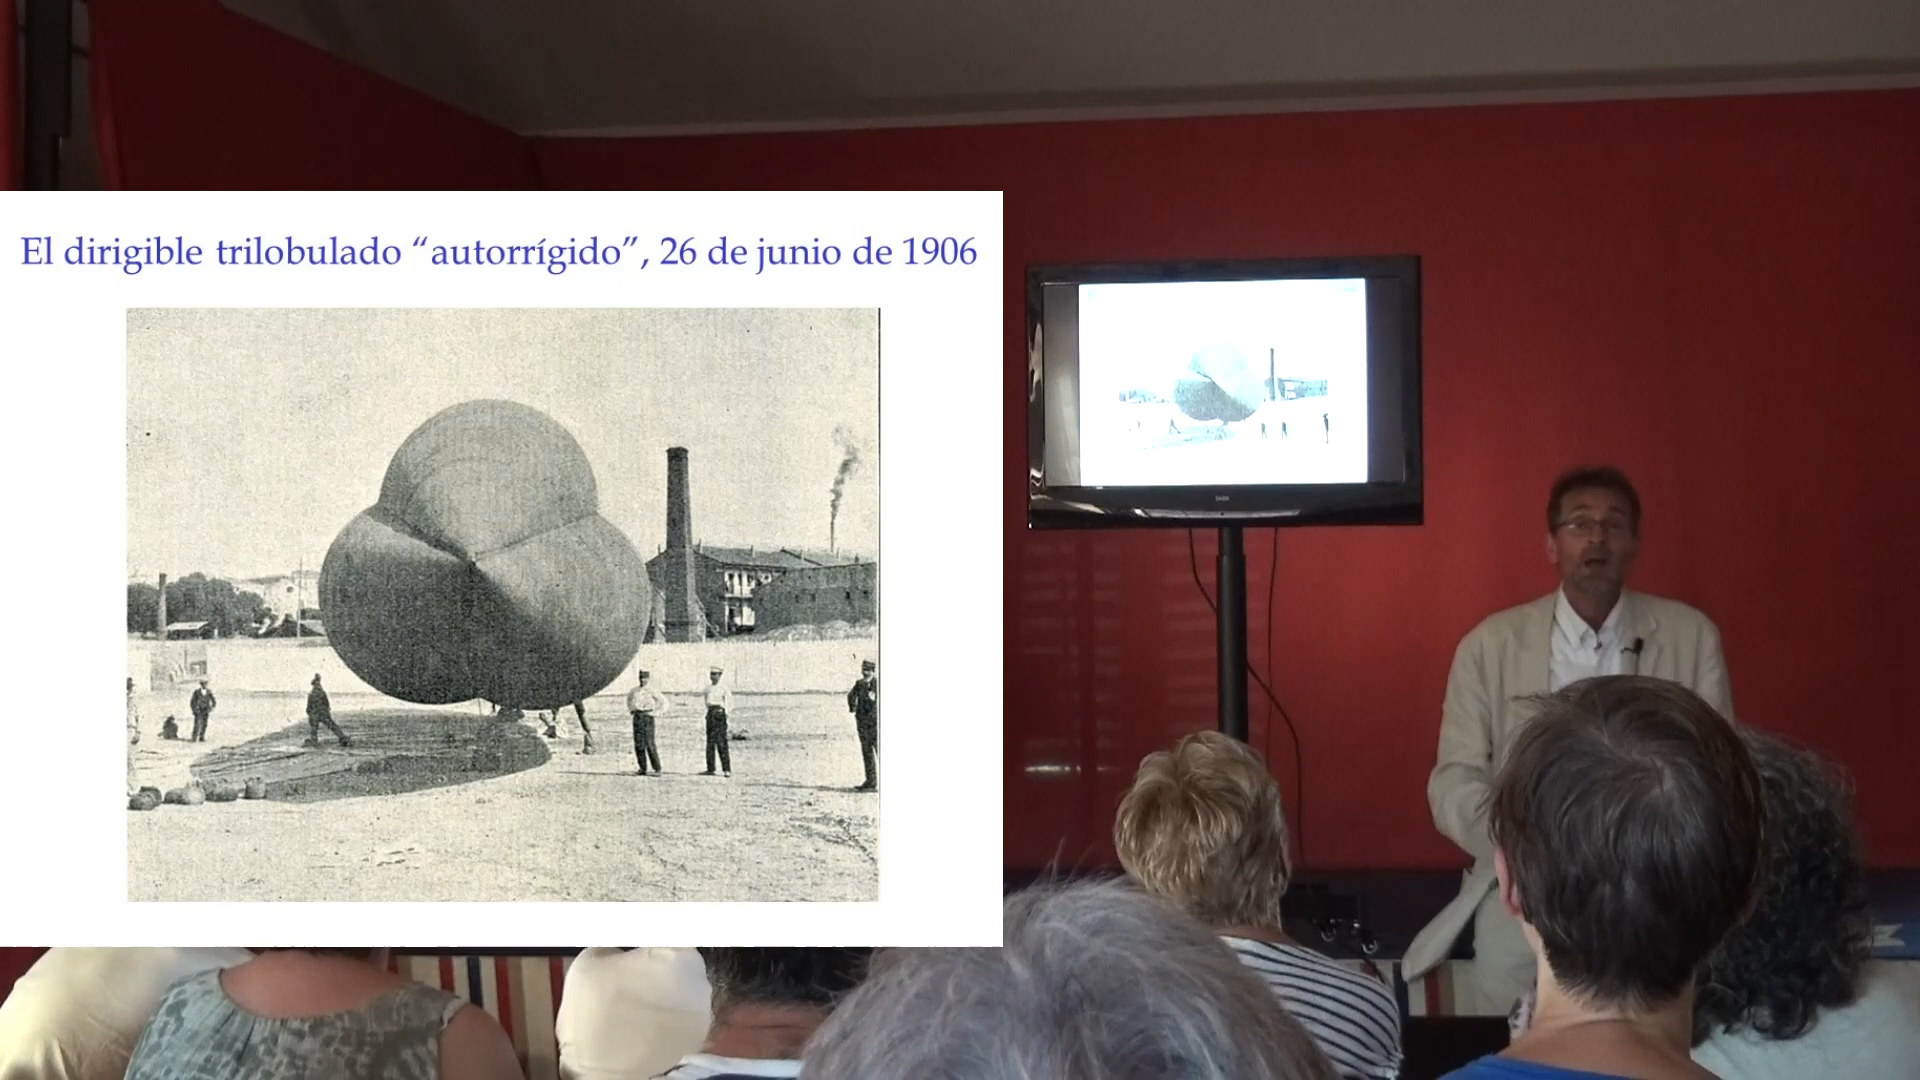 El dirigible trilobulado “autorrígido”, 26 de junio de 1906